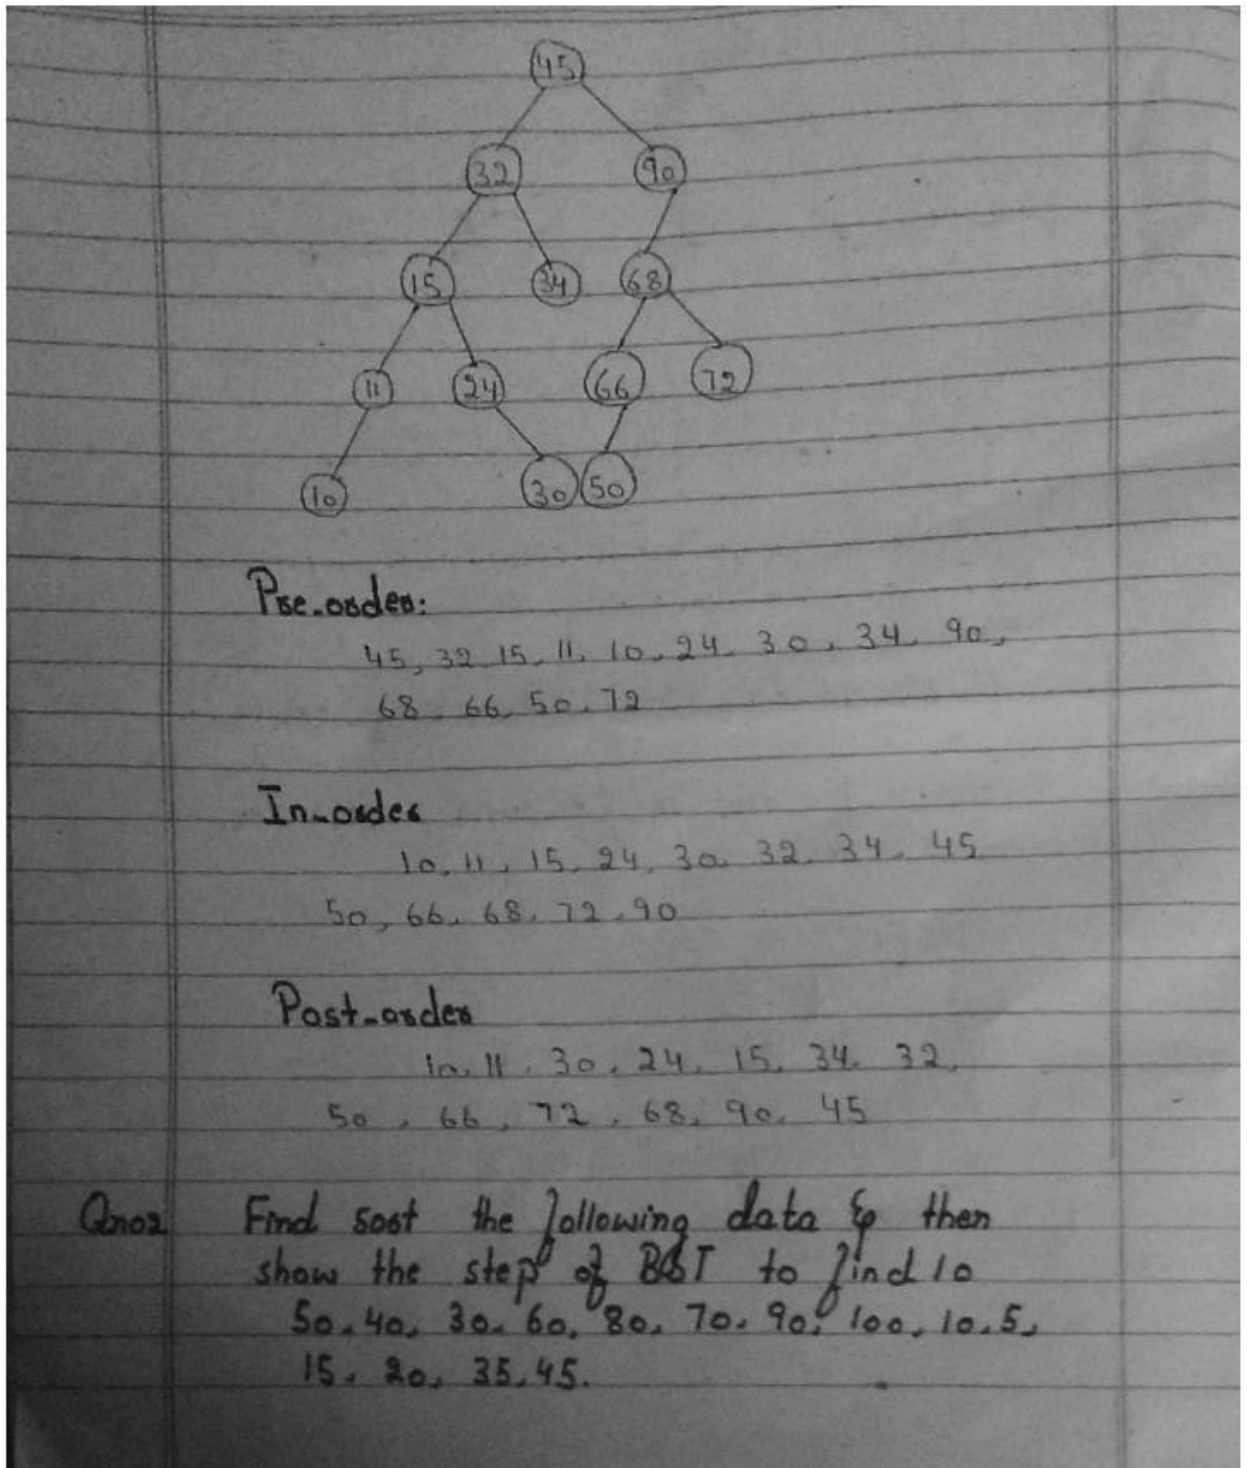 45
32 90
15 34 68
11 24 66 72
10 30 50
Pre-order:
45, 32 15, 11, 10, 24, 30, 34, 90,
68, 66, 50, 72
In-order
10, 11, 15, 24, 30, 32, 34, 45
50, 66, 68, 72, 90
Post-order
10, 11, 30, 24, 15, 34, 32,
50, 66, 72, 68, 90, 45
Qno2 Find sort the following data & then
show the step of BST to find 10
50, 40, 30, 60, 80, 70, 90, 100, 10, 5,
15, 20, 35, 45.